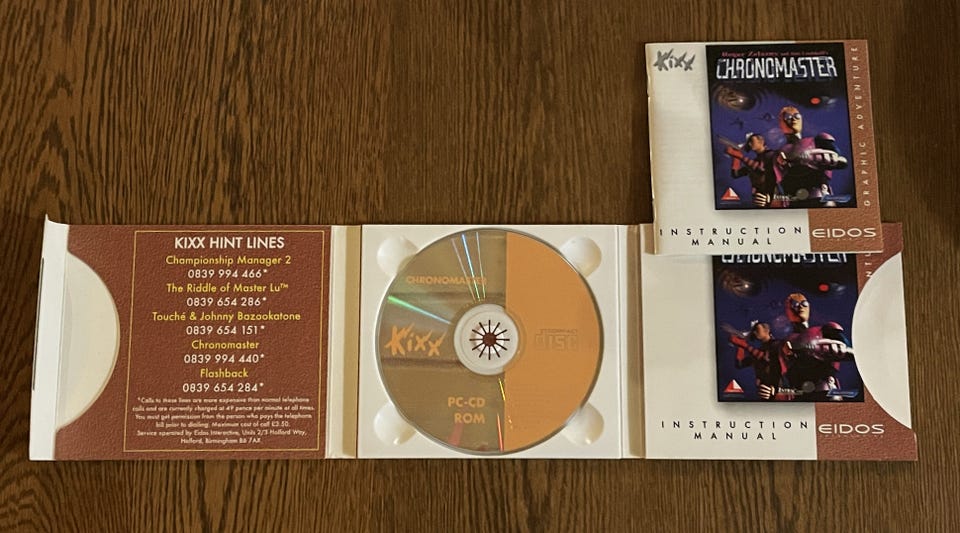 KIXX HINT LINES
Championship Manager 2
0839 994 466*
The Riddle of Master Lu™
0839 654 286*
Touché & Johnny Bazookatone
0839 654 151*
Chronomaster
0839 994 440*
Flashback
0839 654 284*
*Calls to these lines are more expensive than normal telephone
calls and are currently charged at 49 pence per minute at all times.
You must get permission from the person who pays the telephone
bill prior to dialling. Maximum cost of call £3.50.
Service operated by Eidos Interactive, Units 2/3 Holford Way,
Holford, Birmingham B6 7AX.
CHRONOMASTER
Kixx
COMPACT
disc
PC-CD
ROM
Kixx
CHRONOMASTER
GRAPHIC ADVENTURE
INSTRUCTION
MANUAL
EIDOS
CHRONOMASTER
INSTRUCTION
MANUAL
EIDOS